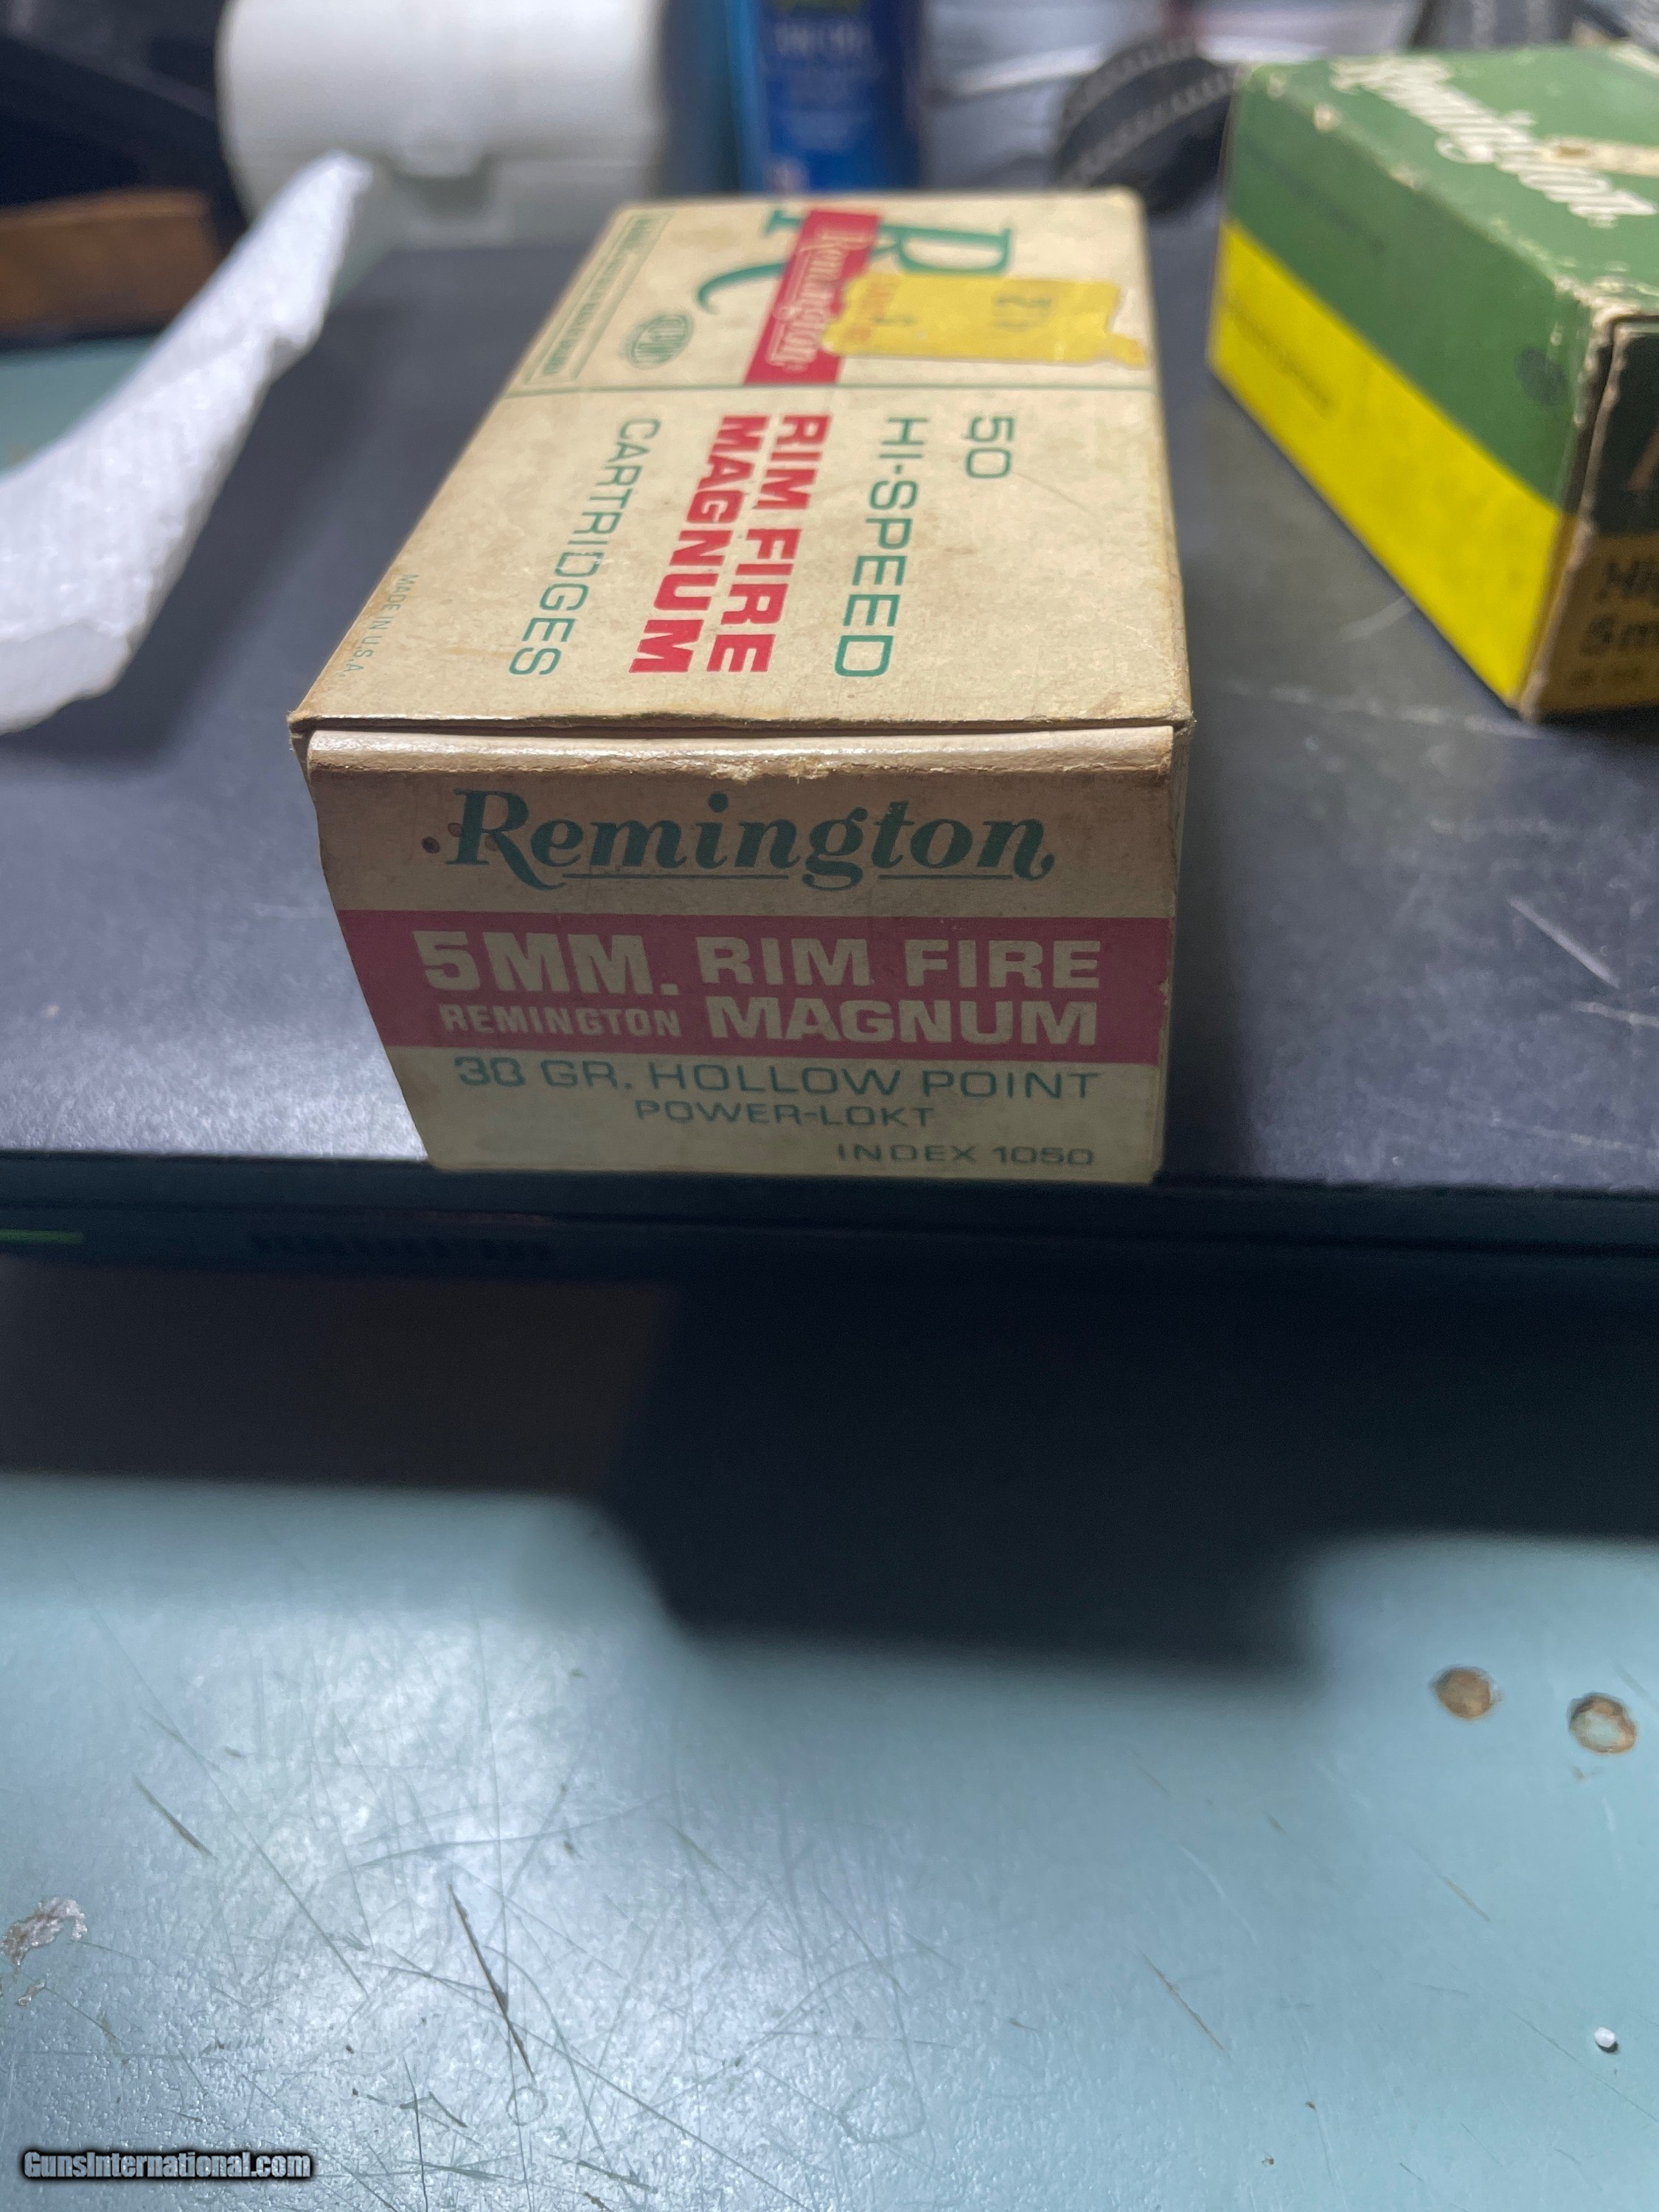 Remington
50
HI-SPEED
RIM FIRE
MAGNUM
CARTRIDGES
MADE IN U.S.A.
Remington
5MM. RIM FIRE
REMINGTON MAGNUM
38 GR. HOLLOW POINT
POWER-LOKT
INDEX 1050
Remington
GunsInternational.com